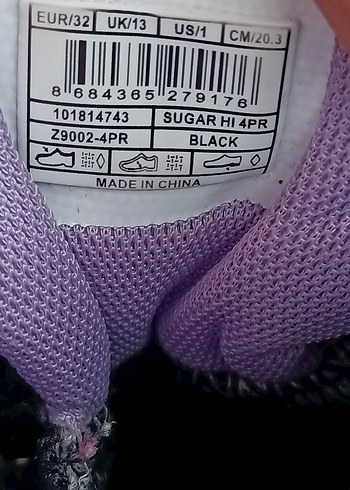 EUR/32 UK/13 US/1 CM/20.3
8 684365 279176
101814743 SUGAR HI 4PR
Z9002-4PR BLACK
MADE IN CHINA